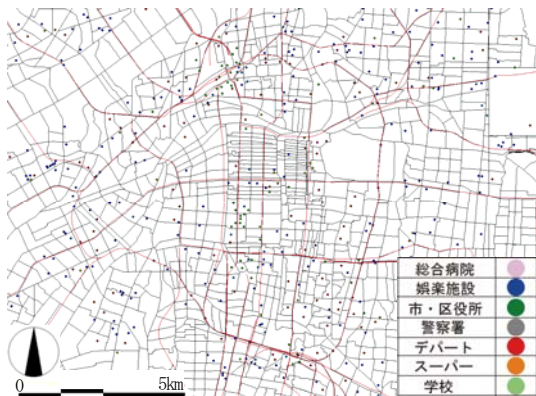 総合病院
娯楽施設
市・区役所
警察署
デパート
スーパー
学校
0 5km